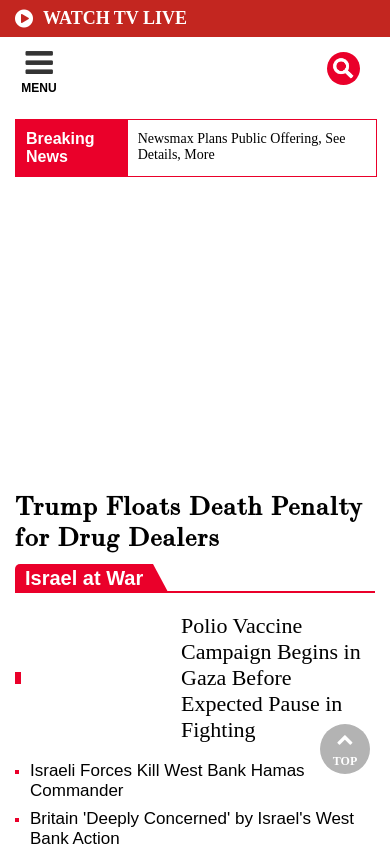 WATCH TV LIVE
MENU
Breaking
News
Newsmax Plans Public Offering, See
Details, More
Trump Floats Death Penalty
for Drug Dealers
Israel at War
Polio Vaccine
Campaign Begins in
Gaza Before
Expected Pause in
Fighting
TOP
Israeli Forces Kill West Bank Hamas
Commander
Britain 'Deeply Concerned' by Israel's West
Bank Action